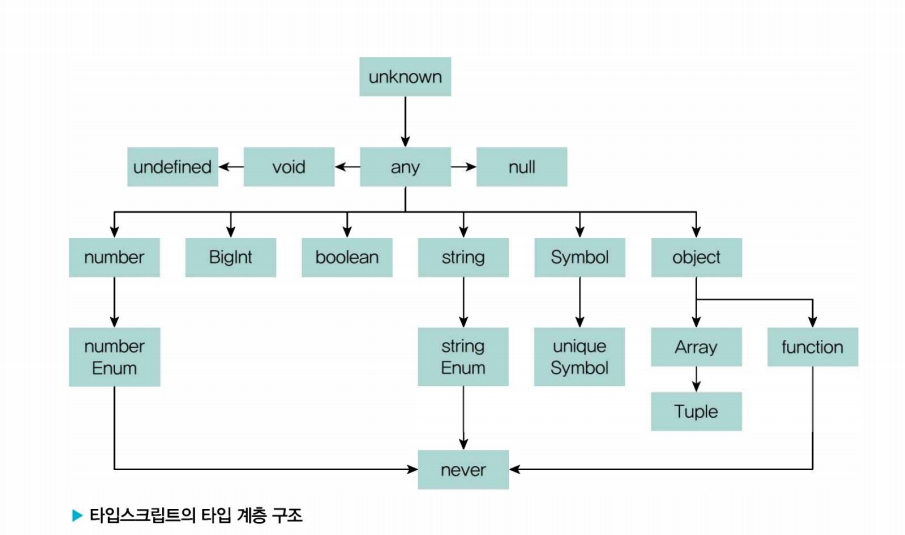 unknown
undefined
void
any
null
number
BigInt
boolean
string
Symbol
object
number
Enum
string
Enum
unique
Symbol
Array
function
Tuple
never
▶ 타입스크립트의 타입 계층 구조